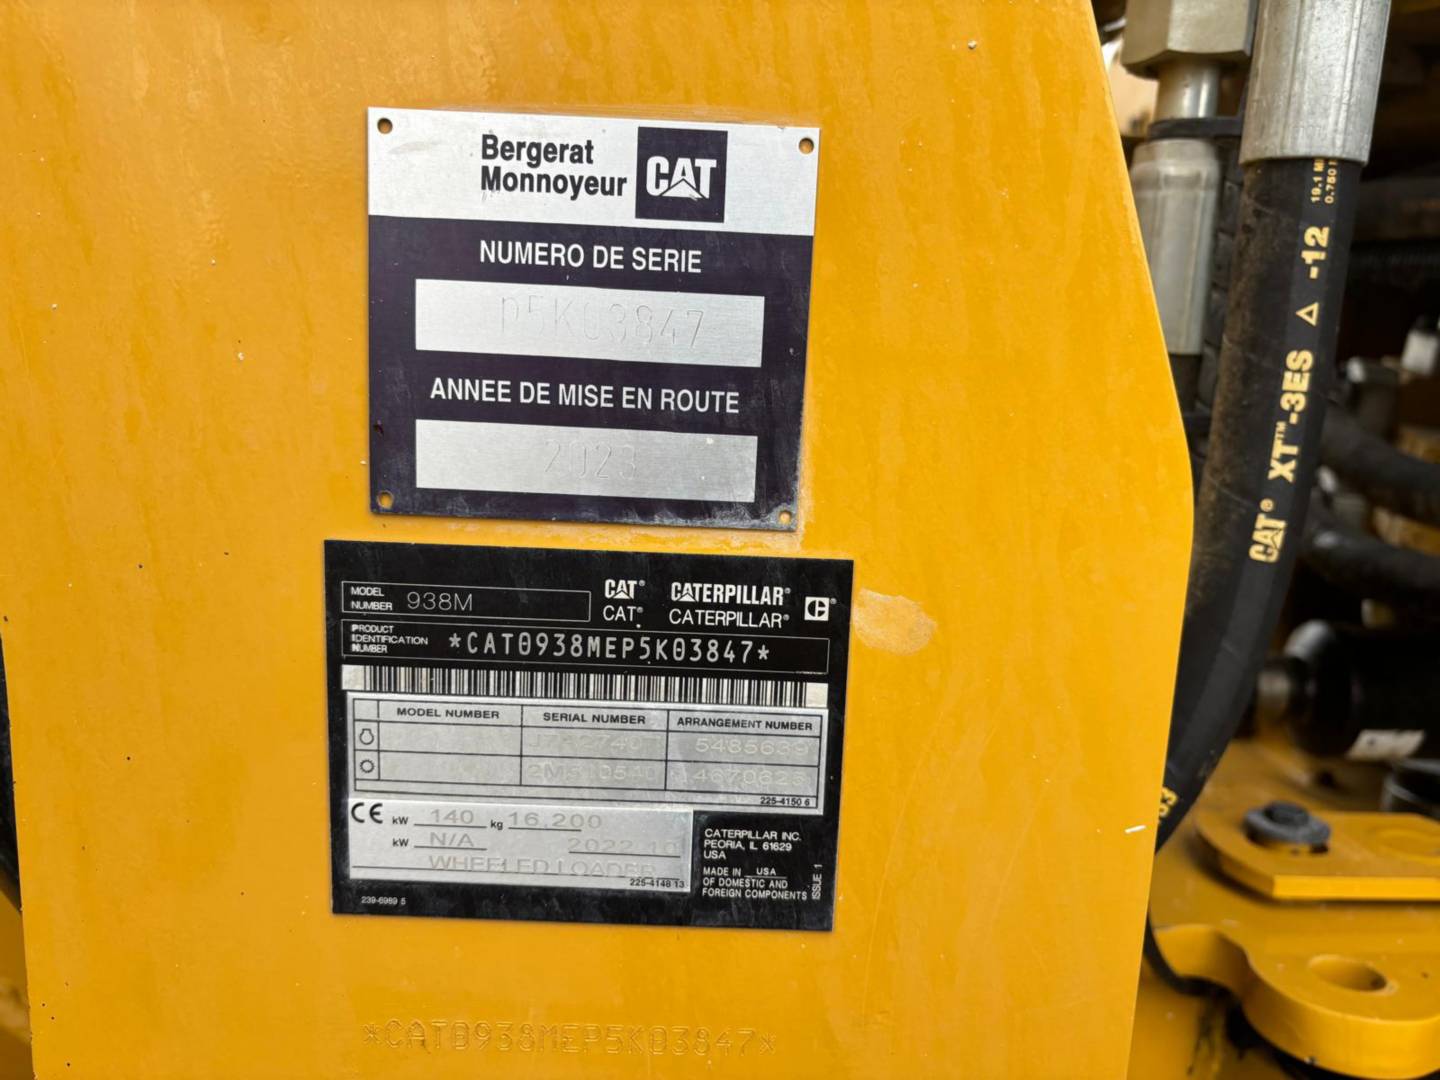 Bergerat
Monnoyeur CAT
NUMERO DE SERIE
P5K03847
ANNEE DE MISE EN ROUTE
2023
MODEL NUMBER 938M
CAT® CATERPILLAR®
CAT® CATERPILLAR®
PRODUCT IDENTIFICATION NUMBER *CAT0938MEP5K03847*
MODEL NUMBER SERIAL NUMBER ARRANGEMENT NUMBER
5485639
225-4150 6
CE kW 140 kg 16,200
kW N/A 2022.10
WHEELED LOADER
225-4148 13
239-6989 5
CATERPILLAR INC.
PEORIA, IL 61629
USA
MADE IN USA
OF DOMESTIC AND
FOREIGN COMPONENTS
ISSUE 1
*CAT0938MEP5K03847*
CAT® XT™-3ES -12